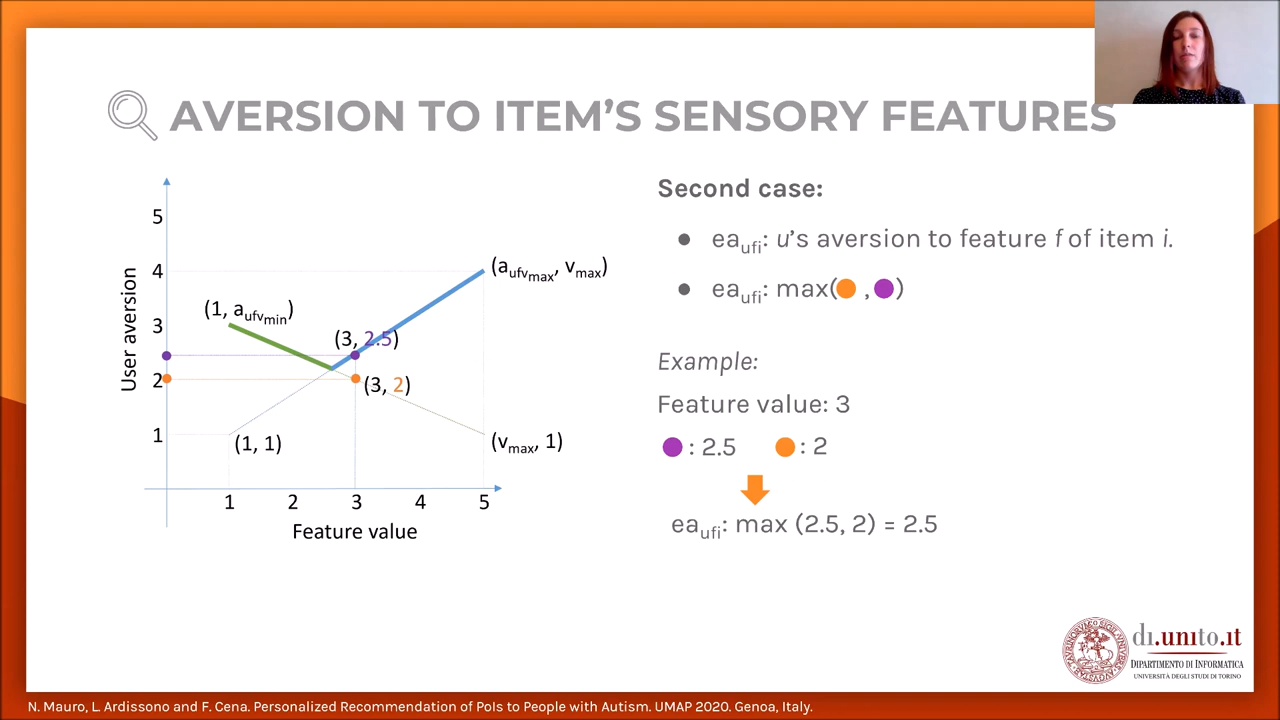 AVERSION TO ITEM'S SENSORY FEATURES
5
4
3
2
1
User aversion
(1, aufvmin)
(aufvmax, vmax)
(3, 2.5)
(3, 2)
(1, 1)
(vmax, 1)
1 2 3 4 5
Feature value
Second case:
● eaufi: u's aversion to feature f of item i.
● eaufi: max( , )
Example:
Feature value: 3
: 2.5 : 2
eaufi: max (2.5, 2) = 2.5
di.unito.it
DIPARTIMENTO DI INFORMATICA
UNIVERSITÀ DEGLI STUDI DI TORINO
N. Mauro, L. Ardissono and F. Cena. Personalized Recommendation of PoIs to People with Autism. UMAP 2020. Genoa, Italy.